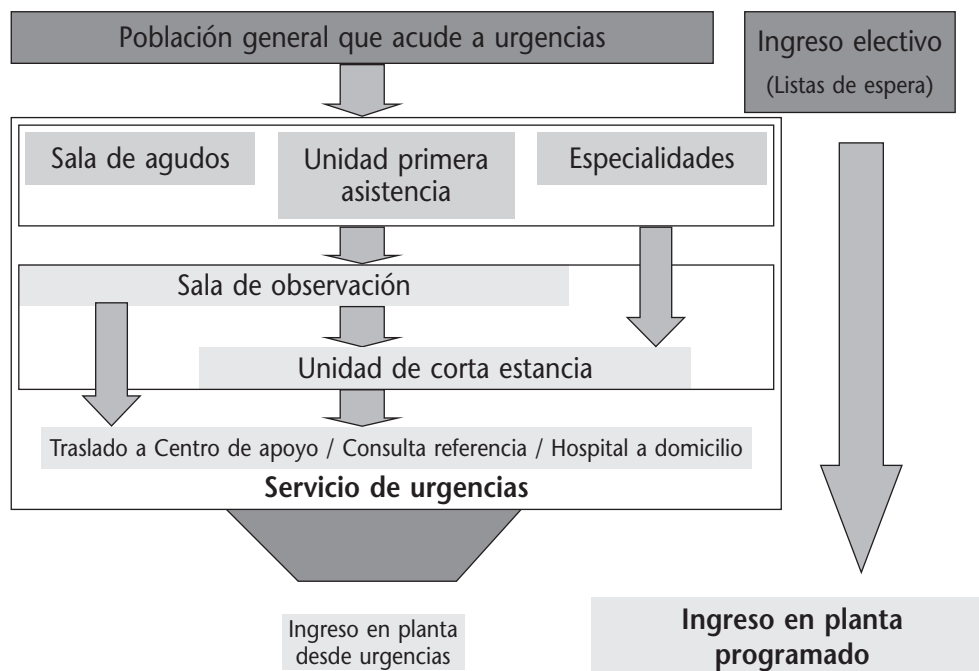 Población general que acude a urgencias
Ingreso electivo
(Listas de espera)
Sala de agudos
Unidad primera
asistencia
Especialidades
Sala de observación
Unidad de corta estancia
Traslado a Centro de apoyo / Consulta referencia / Hospital a domicilio
Servicio de urgencias
Ingreso en planta
desde urgencias
Ingreso en planta
programado